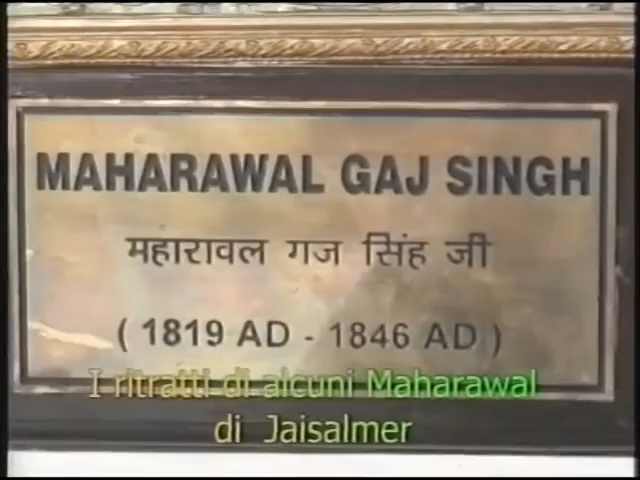 MAHARAWAL GAJ SINGH
महारावल गज सिंह जी
( 1819 AD - 1846 AD )
I ritratti di alcuni Maharawal
di Jaisalmer